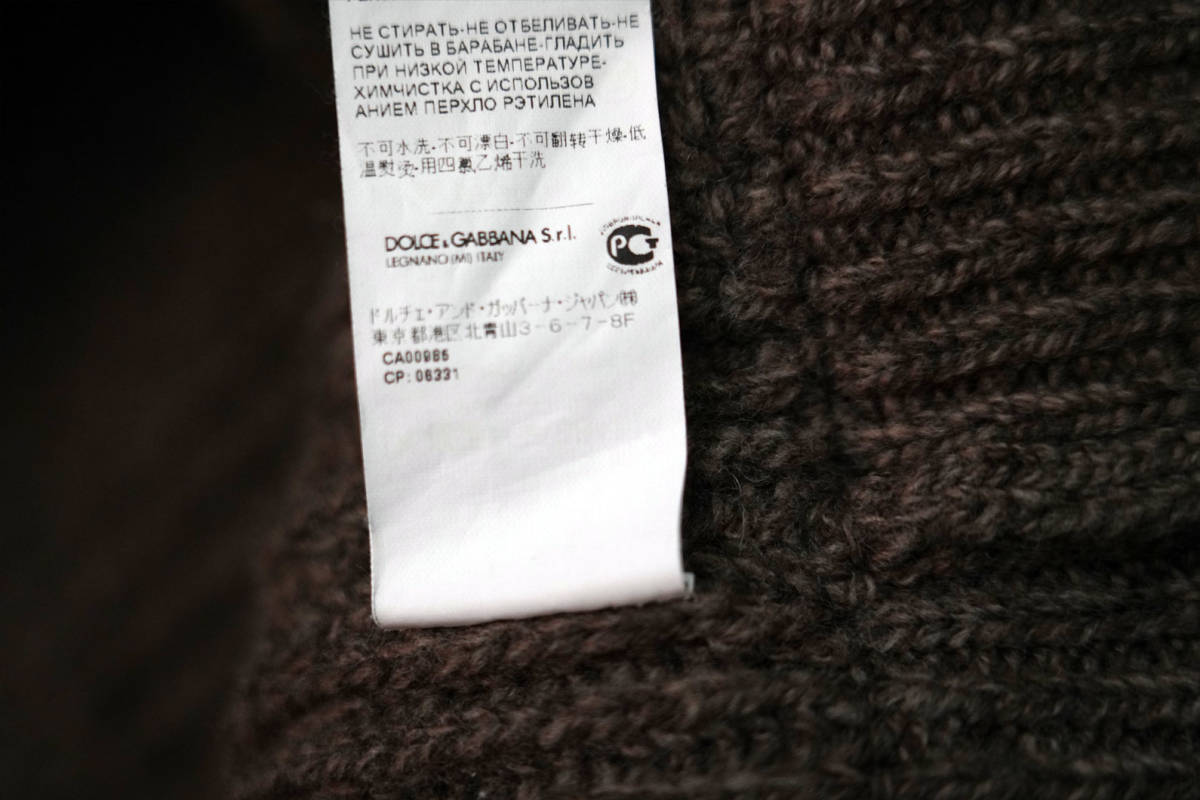 НЕ СТИРАТЬ-НЕ ОТБЕЛИВАТЬ-НЕ
СУШИТЬ В БАРАБАНЕ-ГЛАДИТЬ
ПРИ НИЗКОЙ ТЕМПЕРАТУРЕ-
ХИМЧИСТКА С ИСПОЛЬЗОВ
АНИЕМ ПЕРХЛО РЭТИЛЕНА
不可水洗-不可漂白-不可翻转干燥-低
温熨烫-用四氯乙烯干洗
DOLCE & GABBANA S.r.l.
LEGNANO (MI) ITALY
РСТ
ドルチェ・アンド・ガッバーナ・ジャパン㈱
東京都港区北青山3-6-7-8F
CA00985
CP: 06331